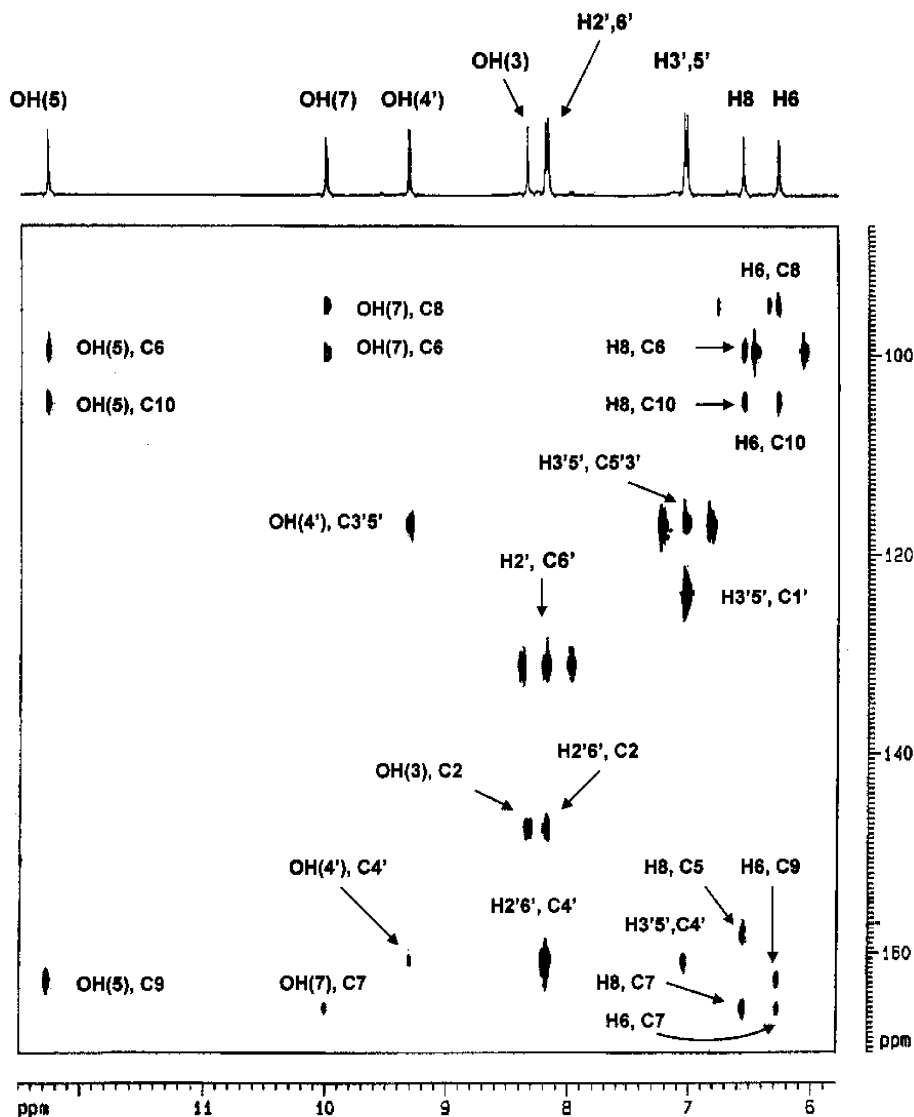 H2',6'
OH(3)
H3',5'
OH(5)
OH(7)
OH(4')
H8
H6
H6, C8
OH(7), C8
OH(5), C6
OH(7), C6
H8, C6
100
OH(5), C10
H8, C10
H6, C10
H3'5', C5'3'
OH(4'), C3'5'
120
H2', C6'
H3'5', C1'
140
H2'6', C2
OH(3), C2
OH(4'), C4'
H8, C5
H6, C9
H2'6', C4'
H3'5',C4'
160
OH(5), C9
OH(7), C7
H8, C7
H6, C7
ppm
ppm
11
10
9
8
7
6